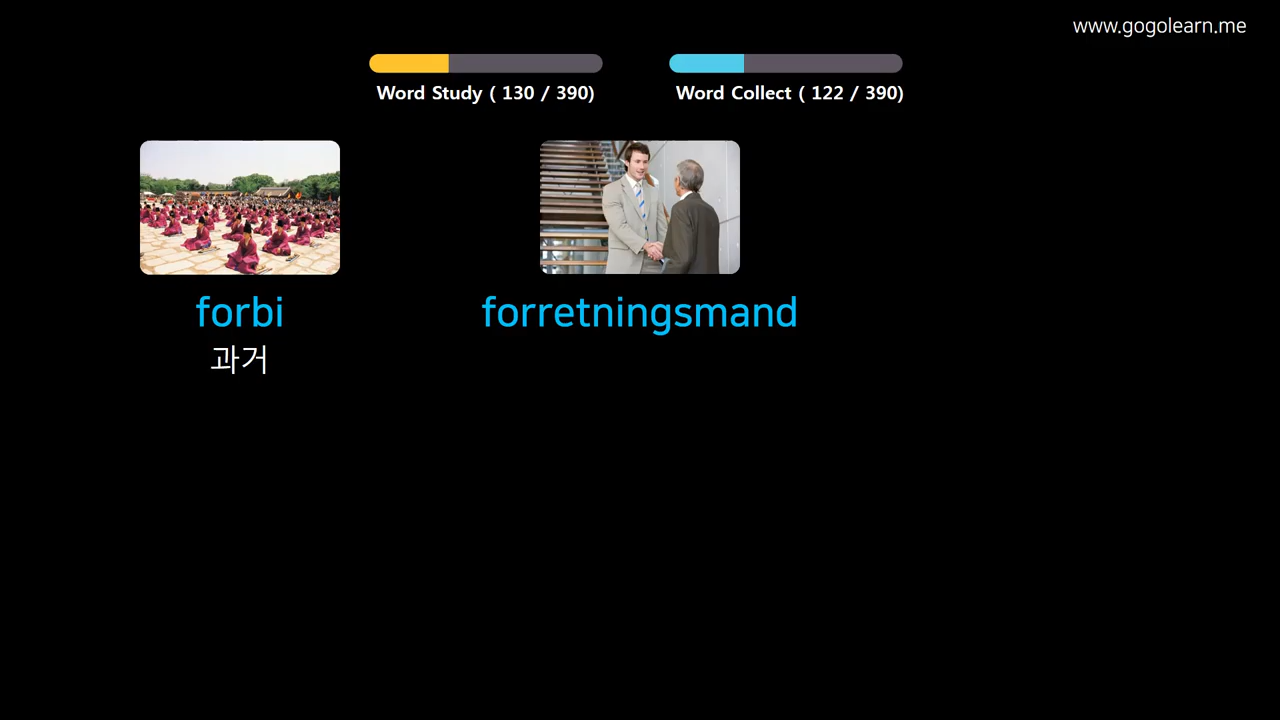 www.gogolearn.me
Word Study ( 130 / 390)
Word Collect ( 122 / 390)
forbi
과거
forretningsmand